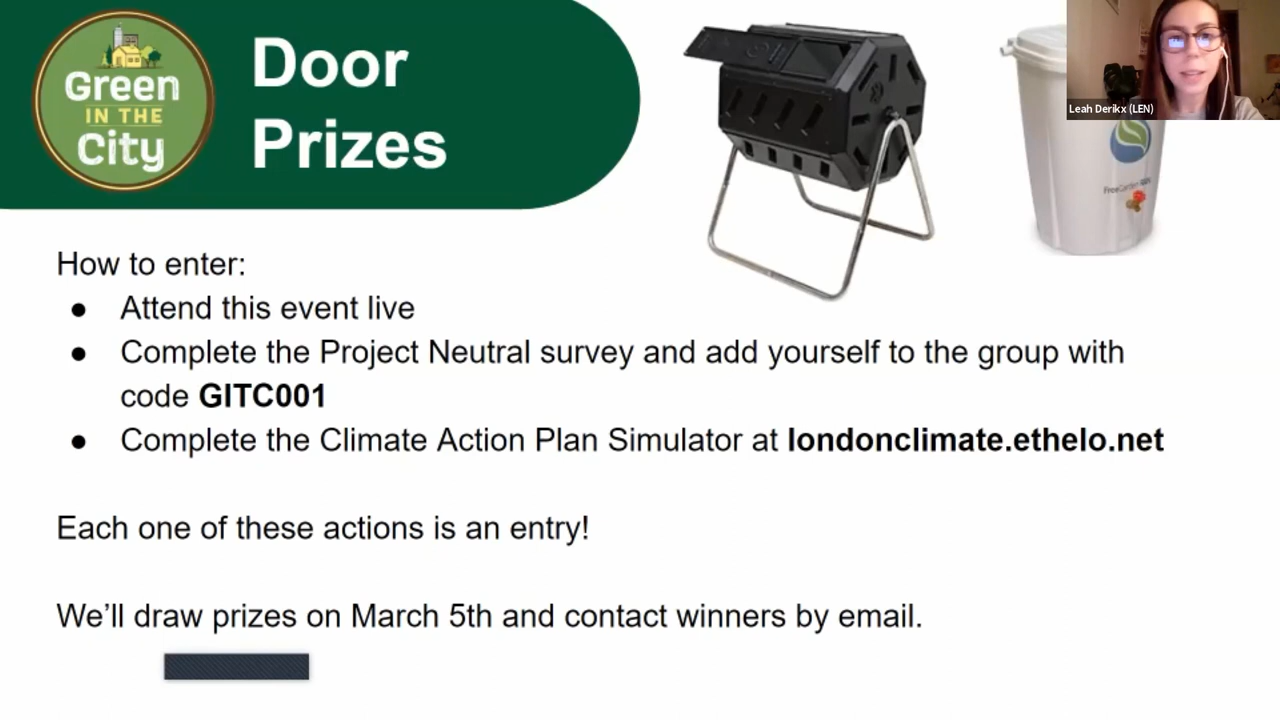 Green
IN THE
City
Door
Prizes
Leah Derikx (LEN)
How to enter:
● Attend this event live
● Complete the Project Neutral survey and add yourself to the group with
code GITC001
● Complete the Climate Action Plan Simulator at londonclimate.ethelo.net
Each one of these actions is an entry!
We’ll draw prizes on March 5th and contact winners by email.